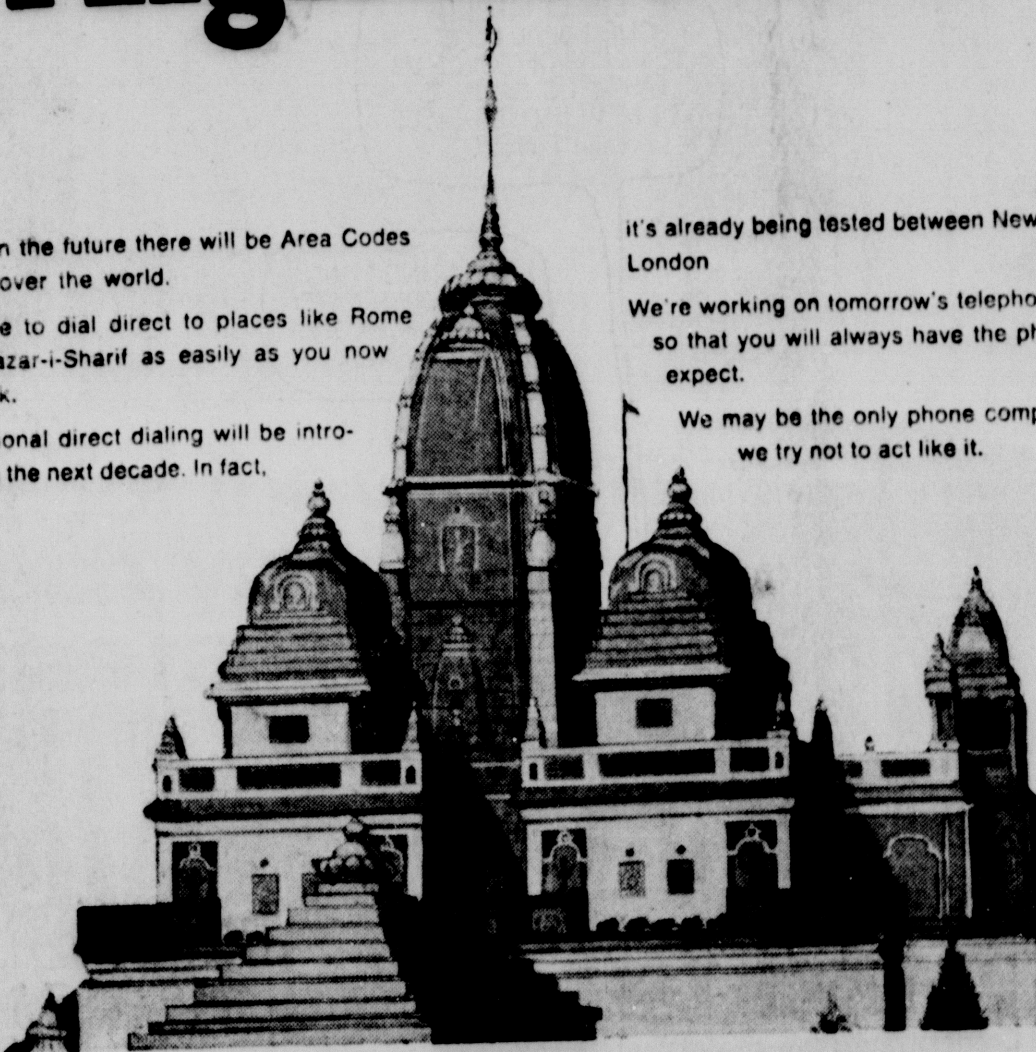 n the future there will be Area Codes
over the world.
e to dial direct to places like Rome
azar-i-Sharif as easily as you now
k.
onal direct dialing will be intro-
the next decade. In fact,
it's already being tested between New
London
We're working on tomorrow's telepho
so that you will always have the ph
expect.
We may be the only phone comp
we try not to act like it.